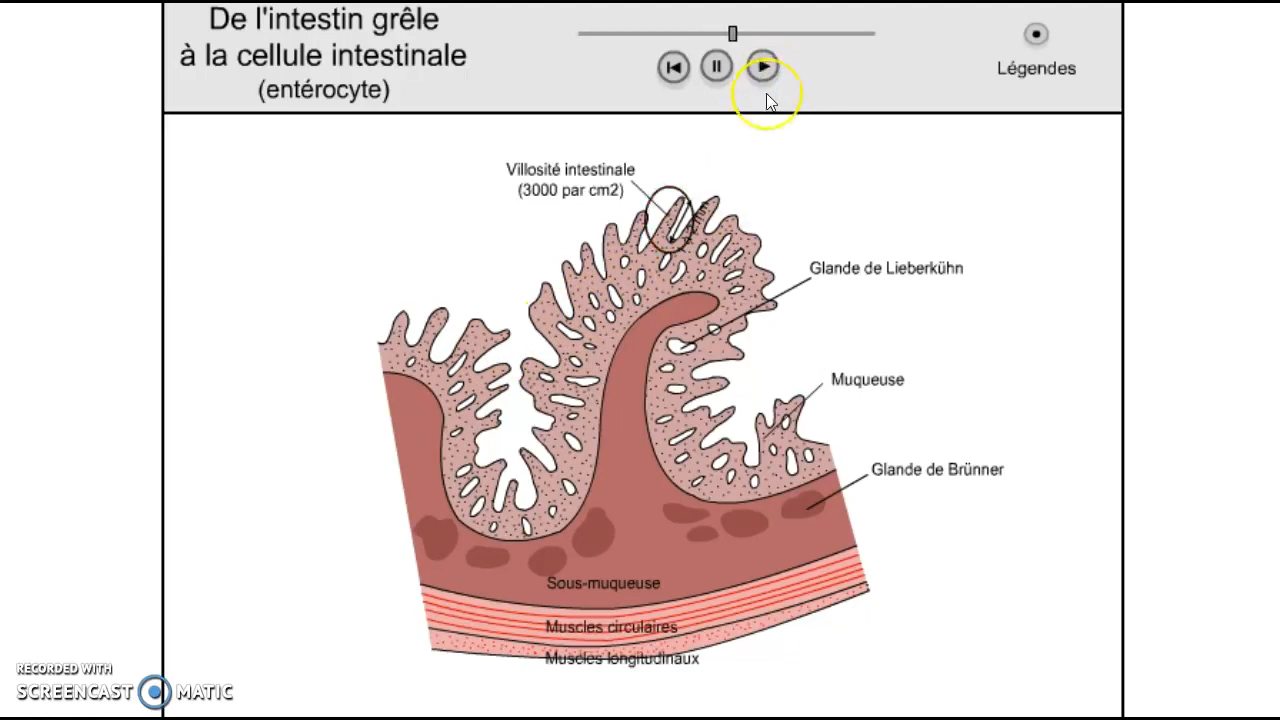 De l'intestin grêle
à la cellule intestinale
(entérocyte)
Légendes
Villosité intestinale
(3000 par cm2)
Glande de Lieberkühn
Muqueuse
Glande de Brünner
Sous-muqueuse
Muscles circulaires
Muscles longitudinaux
RECORDED WITH
SCREENCAST MATIC